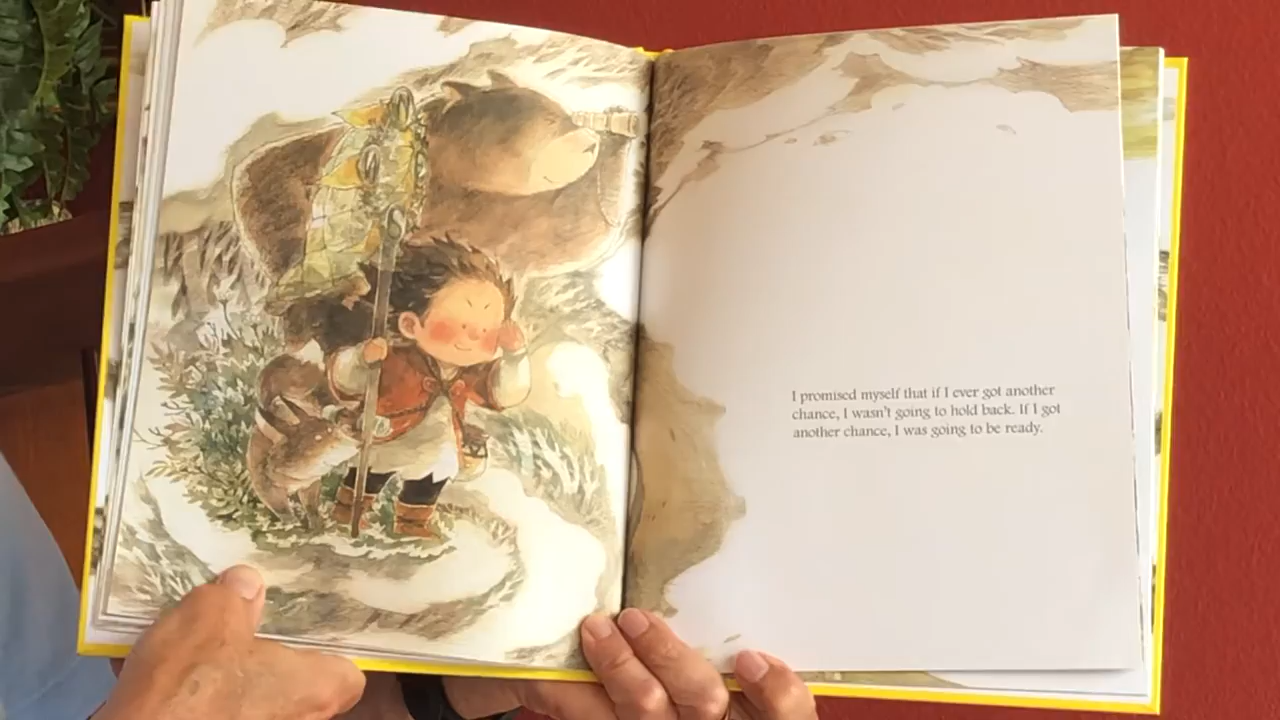 I promised myself that if I ever got another
chance, I wasn't going to hold back. If I got
another chance, I was going to be ready.